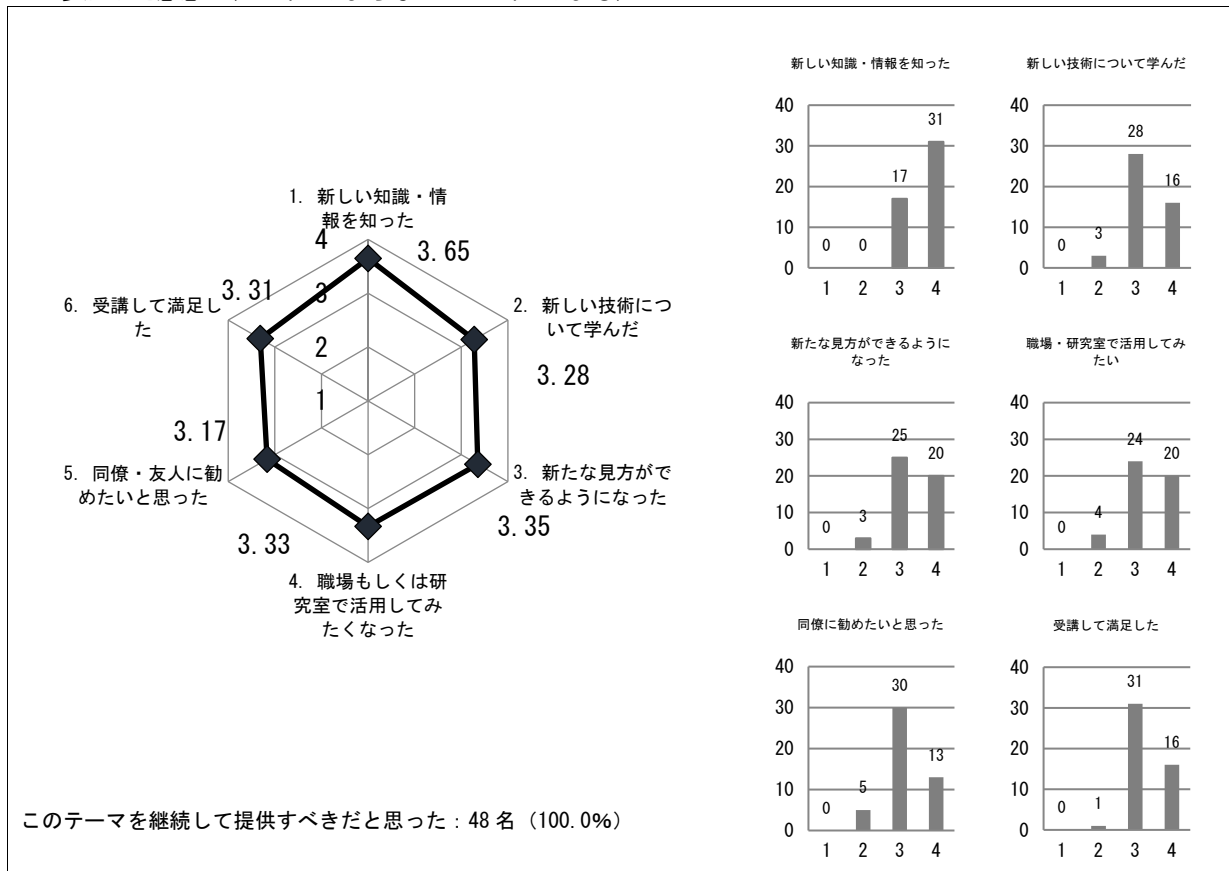 1. 新しい知識・情
報を知った
4
3.65
3
2
1
2. 新しい技術につ
いて学んだ
3.28
3. 新たな見方がで
きるようになった
3.35
4. 職場もしくは研
究室で活用してみ
たくなった
3.33
5. 同僚・友人に勧
めたいと思った
3.17
6. 受講して満足し
た
3.31
新しい知識・情報を知った
40
30
20
10
0
0
0
17
31
1 2 3 4
新しい技術について学んだ
40
30
20
10
0
0
3
28
16
1 2 3 4
新たな見方ができるように
なった
40
30
20
10
0
0
3
25
20
1 2 3 4
職場・研究室で活用してみ
たい
40
30
20
10
0
0
4
24
20
1 2 3 4
同僚に勧めたいと思った
40
30
20
10
0
0
5
30
13
1 2 3 4
受講して満足した
40
30
20
10
0
0
1
31
16
1 2 3 4
このテーマを継続して提供すべきだと思った：48 名（100.0%）